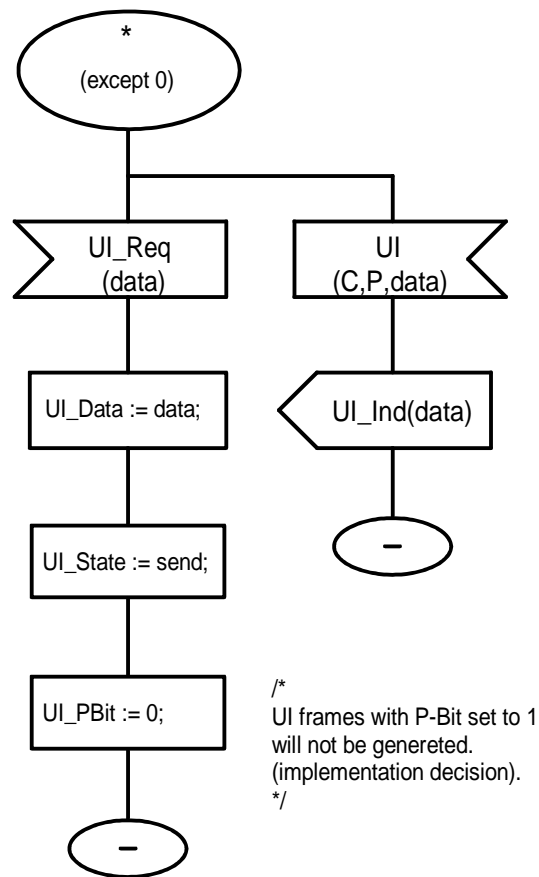 *
(except 0)
UI_Req
(data)
UI_Data := data;
UI_State := send;
UI_PBit := 0;
–
UI
(C,P,data)
UI_Ind(data)
–
/*
UI frames with P-Bit set to 1
will not be genereted.
(implementation decision).
*/